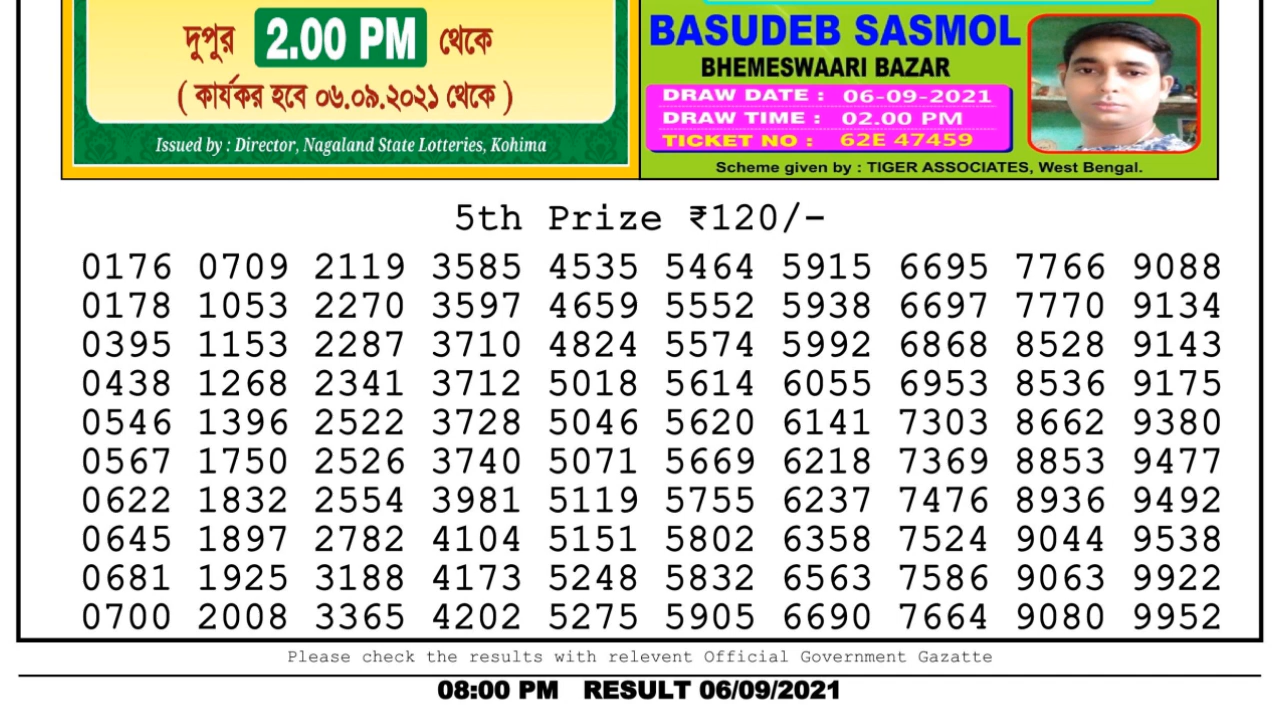 দুপুর 2.00 PM থেকে
( কার্যকর হবে ০৬.০৯.২০২১ থেকে )
Issued by : Director, Nagaland State Lotteries, Kohima
BASUDEB SASMOL
BHEMESWAARI BAZAR
DRAW DATE : 06-09-2021
DRAW TIME : 02.00 PM
TICKET NO : 62E 47459
Scheme given by : TIGER ASSOCIATES, West Bengal.
5th Prize ₹120/-
0176 0709 2119 3585 4535 5464 5915 6695 7766 9088
0178 1053 2270 3597 4659 5552 5938 6697 7770 9134
0395 1153 2287 3710 4824 5574 5992 6868 8528 9143
0438 1268 2341 3712 5018 5614 6055 6953 8536 9175
0546 1396 2522 3728 5046 5620 6141 7303 8662 9380
0567 1750 2526 3740 5071 5669 6218 7369 8853 9477
0622 1832 2554 3981 5119 5755 6237 7476 8936 9492
0645 1897 2782 4104 5151 5802 6358 7524 9044 9538
0681 1925 3188 4173 5248 5832 6563 7586 9063 9922
0700 2008 3365 4202 5275 5905 6690 7664 9080 9952
Please check the results with relevent Official Government Gazatte
08:00 PM RESULT 06/09/2021